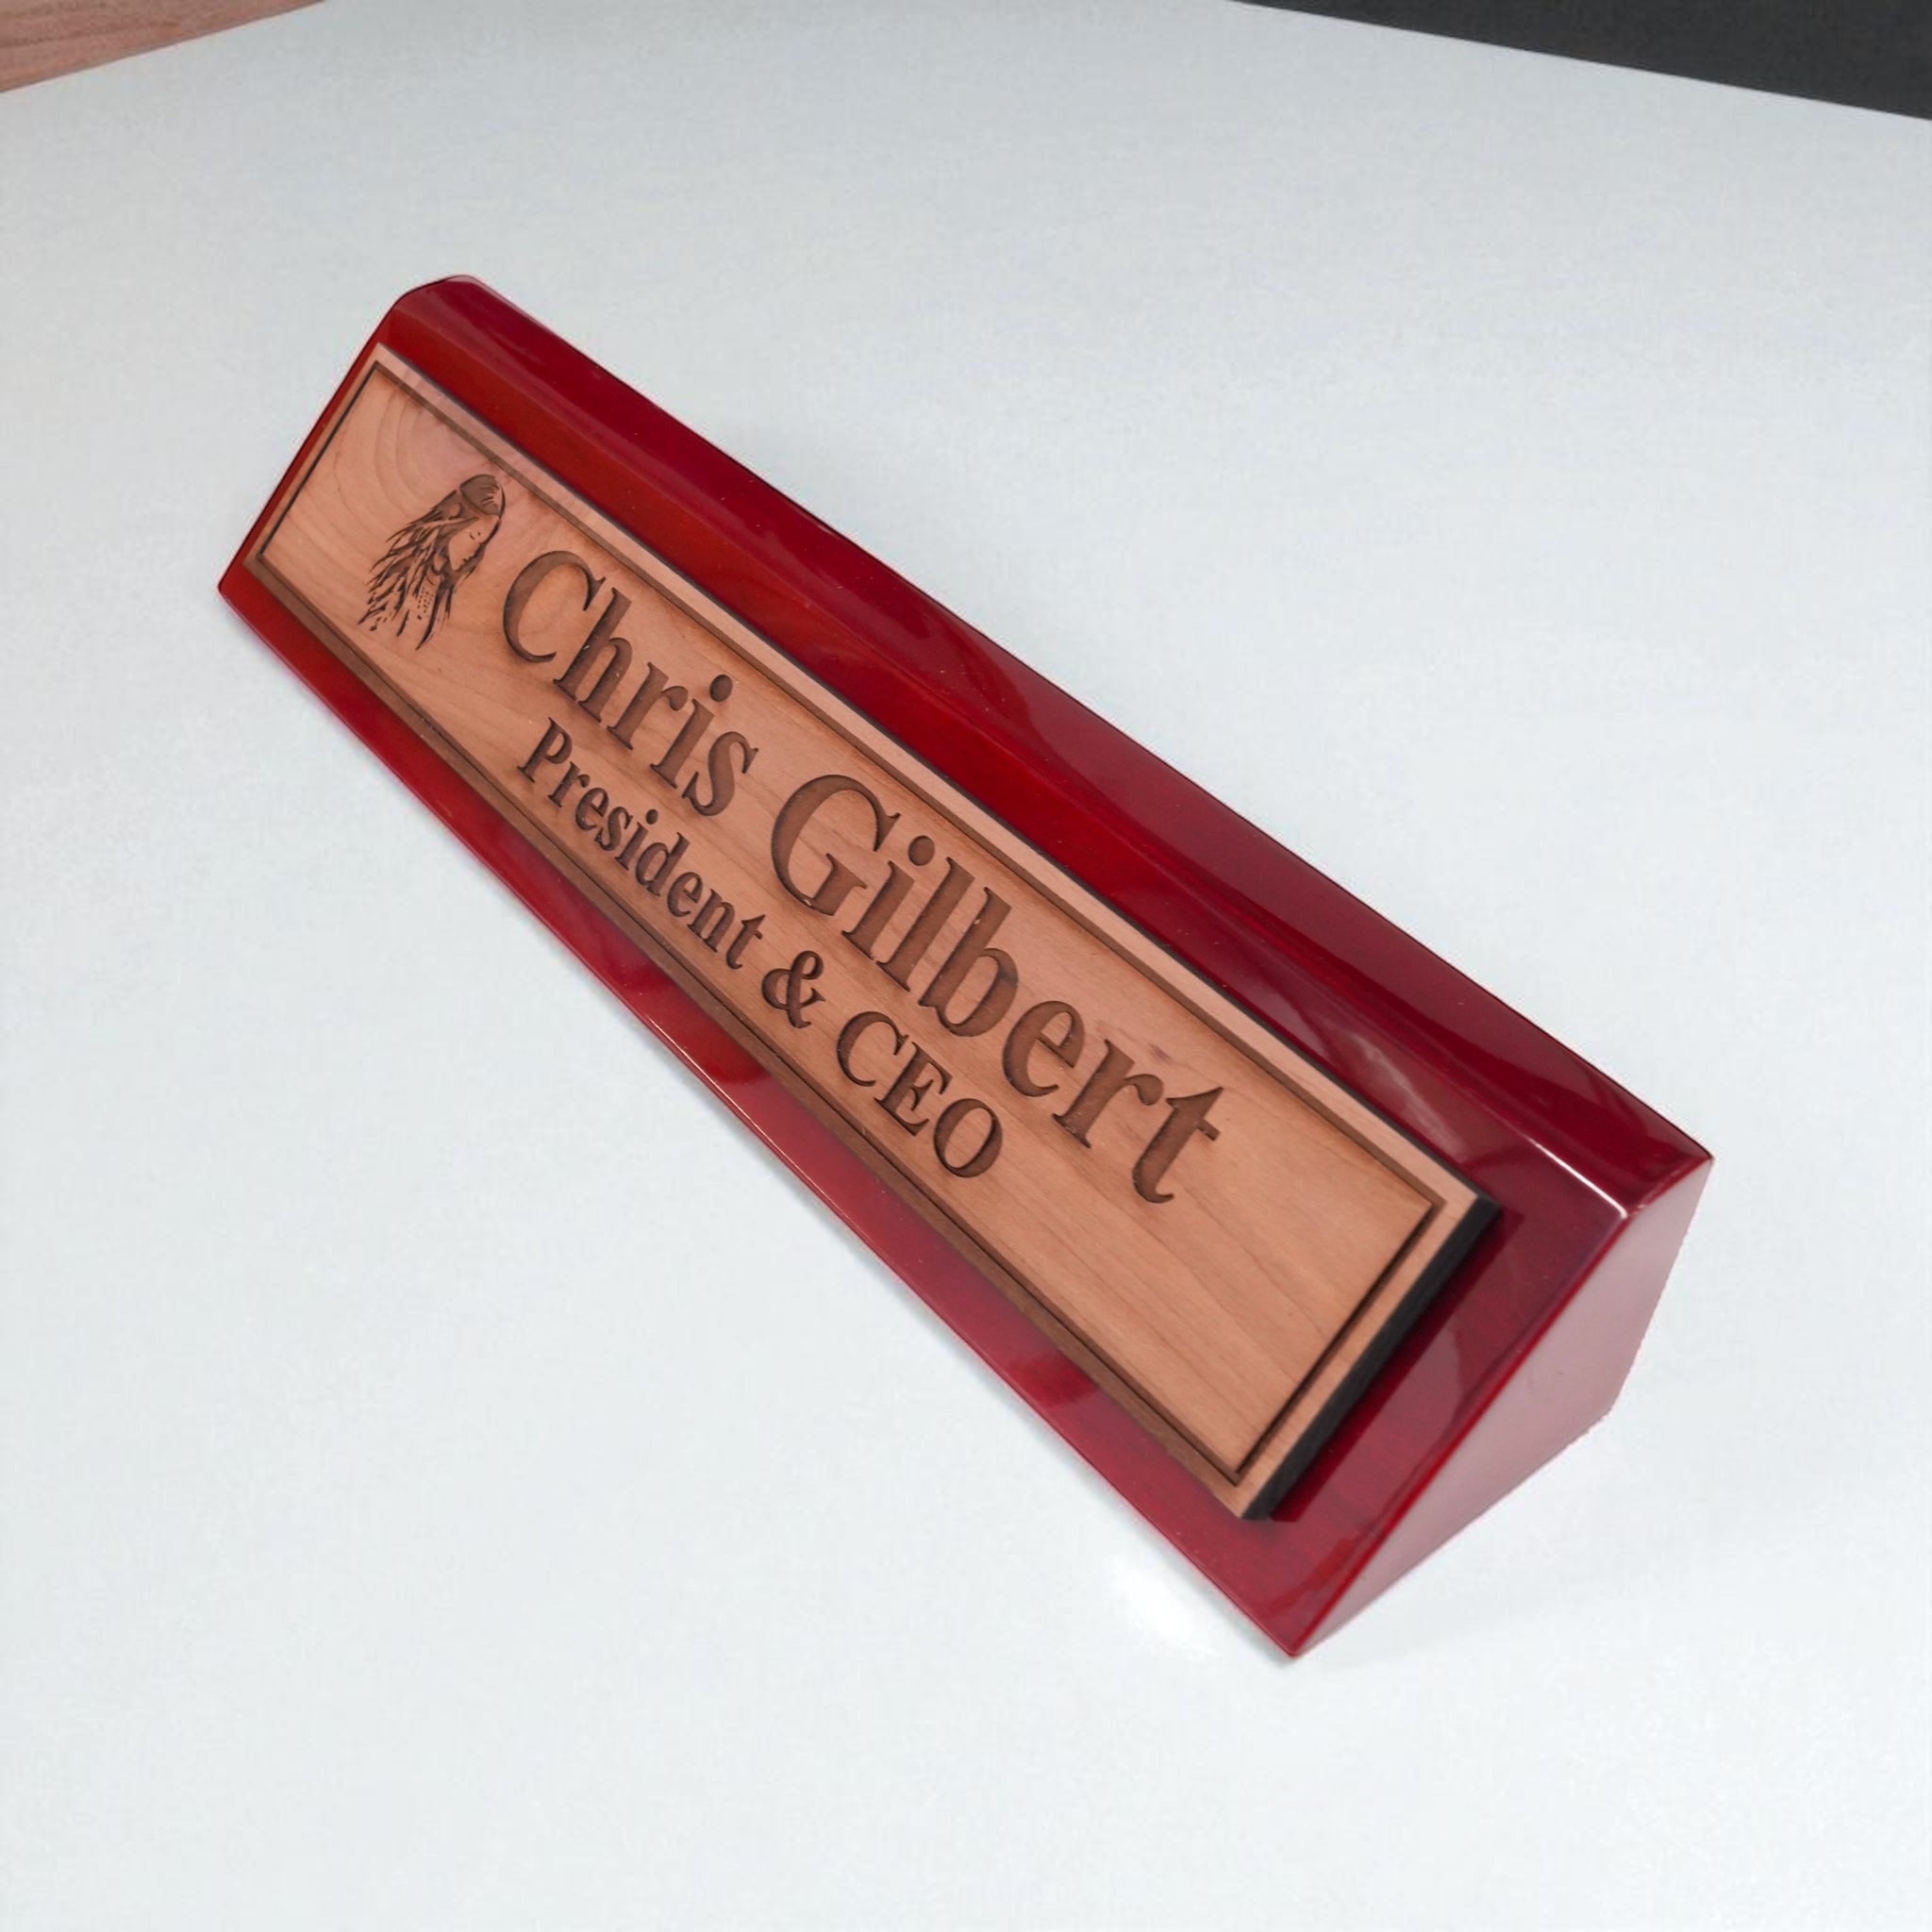 Chris Gilbert
President & CEO